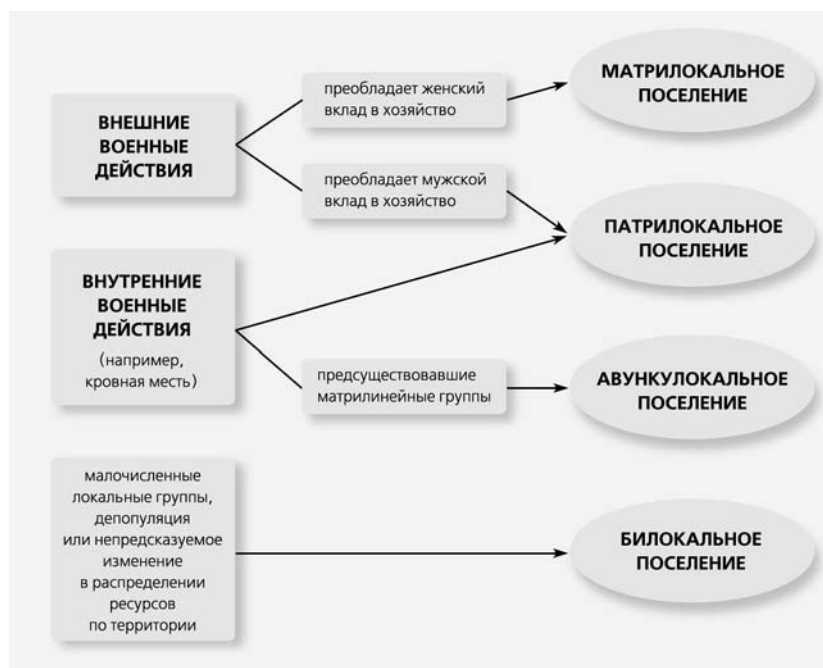 ВНЕШНИЕ
ВОЕННЫЕ
ДЕЙСТВИЯ
преобладает женский
вклад в хозяйство
МАТРИЛОКАЛЬНОЕ
ПОСЕЛЕНИЕ
преобладает мужской
вклад в хозяйство
ПАТРИЛОКАЛЬНОЕ
ПОСЕЛЕНИЕ
ВНУТРЕННИЕ
ВОЕННЫЕ
ДЕЙСТВИЯ
(например,
кровная месть)
предсуществовавшие
матрилинейные группы
АВУНКУЛОКАЛЬНОЕ
ПОСЕЛЕНИЕ
малочисленные
локальные группы,
депопуляция
или непредсказуемое
изменение
в распределении
ресурсов
по территории
БИЛОКАЛЬНОЕ
ПОСЕЛЕНИЕ